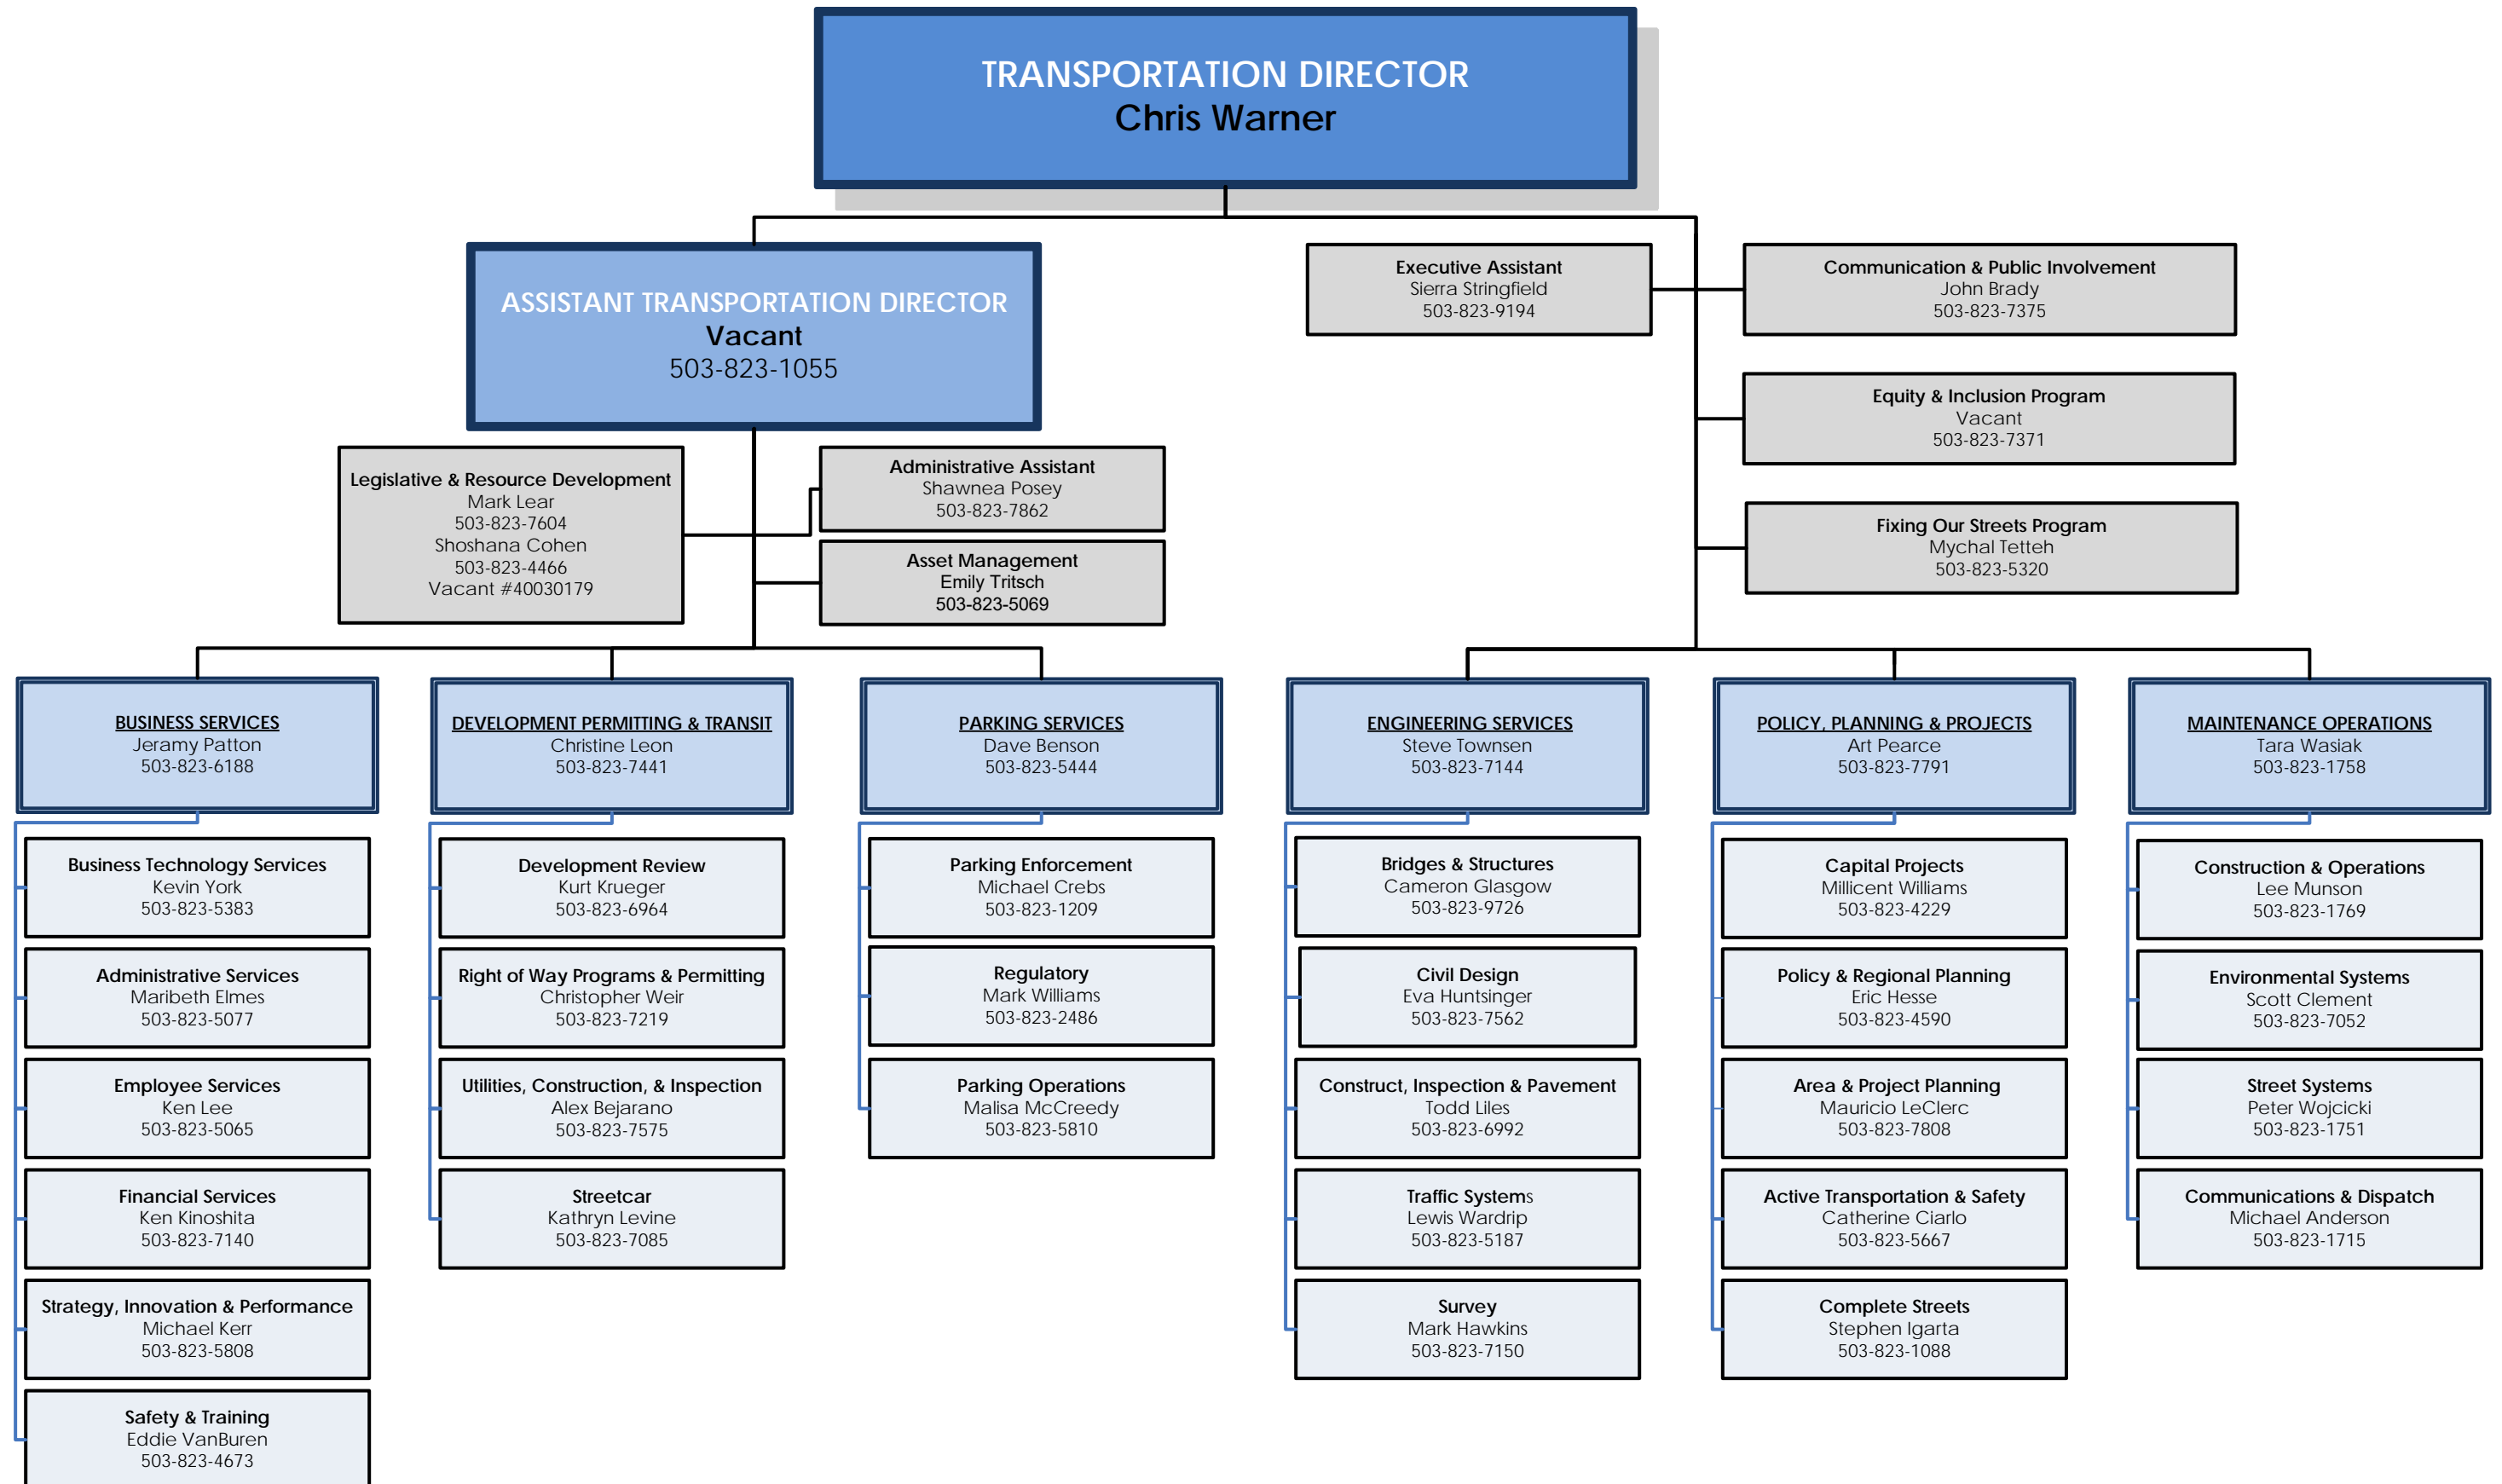 TRANSPORTATION DIRECTOR
Chris Warner
ASSISTANT TRANSPORTATION DIRECTOR
Vacant
503-823-1055
Executive Assistant
Sierra Stringfield
503-823-9194
Communication & Public Involvement
John Brady
503-823-7375
Equity & Inclusion Program
Vacant
503-823-7371
Fixing Our Streets Program
Mychal Tetteh
503-823-5320
Legislative & Resource Development
Mark Lear
503-823-7604
Shoshana Cohen
503-823-4466
Vacant #40030179
Administrative Assistant
Shawnea Posey
503-823-7862
Asset Management
Emily Tritsch
503-823-5069
BUSINESS SERVICES
Jeramy Patton
503-823-6188
Business Technology Services
Kevin York
503-823-5383
Administrative Services
Maribeth Elmes
503-823-5077
Employee Services
Ken Lee
503-823-5065
Financial Services
Ken Kinoshita
503-823-7140
Strategy, Innovation & Performance
Michael Kerr
503-823-5808
Safety & Training
Eddie VanBuren
503-823-4673
DEVELOPMENT PERMITTING & TRANSIT
Christine Leon
503-823-7441
Development Review
Kurt Krueger
503-823-6964
Right of Way Programs & Permitting
Christopher Weir
503-823-7219
Utilities, Construction, & Inspection
Alex Bejarano
503-823-7575
Streetcar
Kathryn Levine
503-823-7085
PARKING SERVICES
Dave Benson
503-823-5444
Parking Enforcement
Michael Crebs
503-823-1209
Regulatory
Mark Williams
503-823-2486
Parking Operations
Malisa McCreedy
503-823-5810
ENGINEERING SERVICES
Steve Townsen
503-823-7144
Bridges & Structures
Cameron Glasgow
503-823-9726
Civil Design
Eva Huntsinger
503-823-7562
Construct, Inspection & Pavement
Todd Liles
503-823-6992
Traffic Systems
Lewis Wardrip
503-823-5187
Survey
Mark Hawkins
503-823-7150
POLICY, PLANNING & PROJECTS
Art Pearce
503-823-7791
Capital Projects
Millicent Williams
503-823-4229
Policy & Regional Planning
Eric Hesse
503-823-4590
Area & Project Planning
Mauricio LeClerc
503-823-7808
Active Transportation & Safety
Catherine Ciarlo
503-823-5667
Complete Streets
Stephen Igarta
503-823-1088
MAINTENANCE OPERATIONS
Tara Wasiak
503-823-1758
Construction & Operations
Lee Munson
503-823-1769
Environmental Systems
Scott Clement
503-823-7052
Street Systems
Peter Wojcicki
503-823-1751
Communications & Dispatch
Michael Anderson
503-823-1715